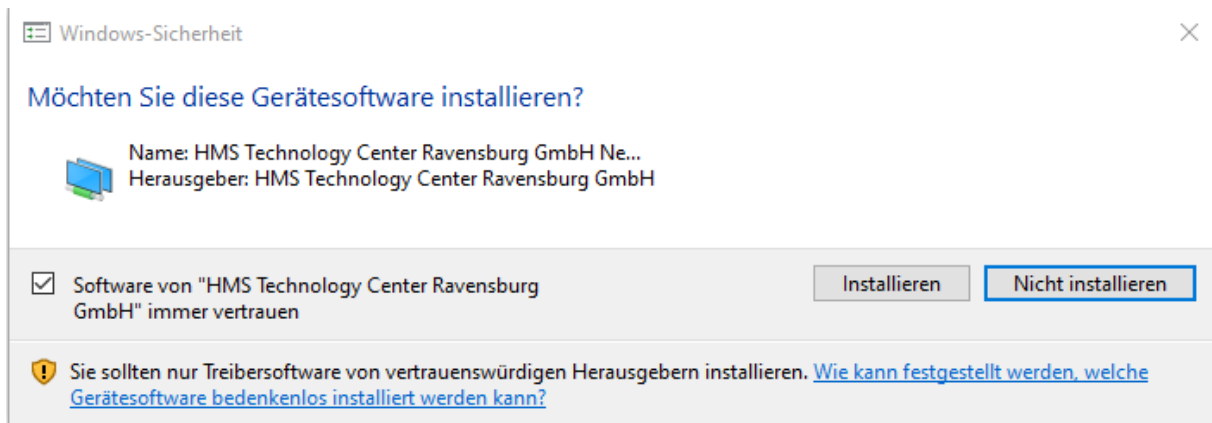 Windows-Sicherheit
Möchten Sie diese Gerätesoftware installieren?
Name: HMS Technology Center Ravensburg GmbH Ne...
Herausgeber: HMS Technology Center Ravensburg GmbH
Software von "HMS Technology Center Ravensburg
GmbH" immer vertrauen
Installieren
Nicht installieren
Sie sollten nur Treibersoftware von vertrauenswürdigen Herausgebern installieren. Wie kann festgestellt werden, welche
Gerätesoftware bedenkenlos installiert werden kann?